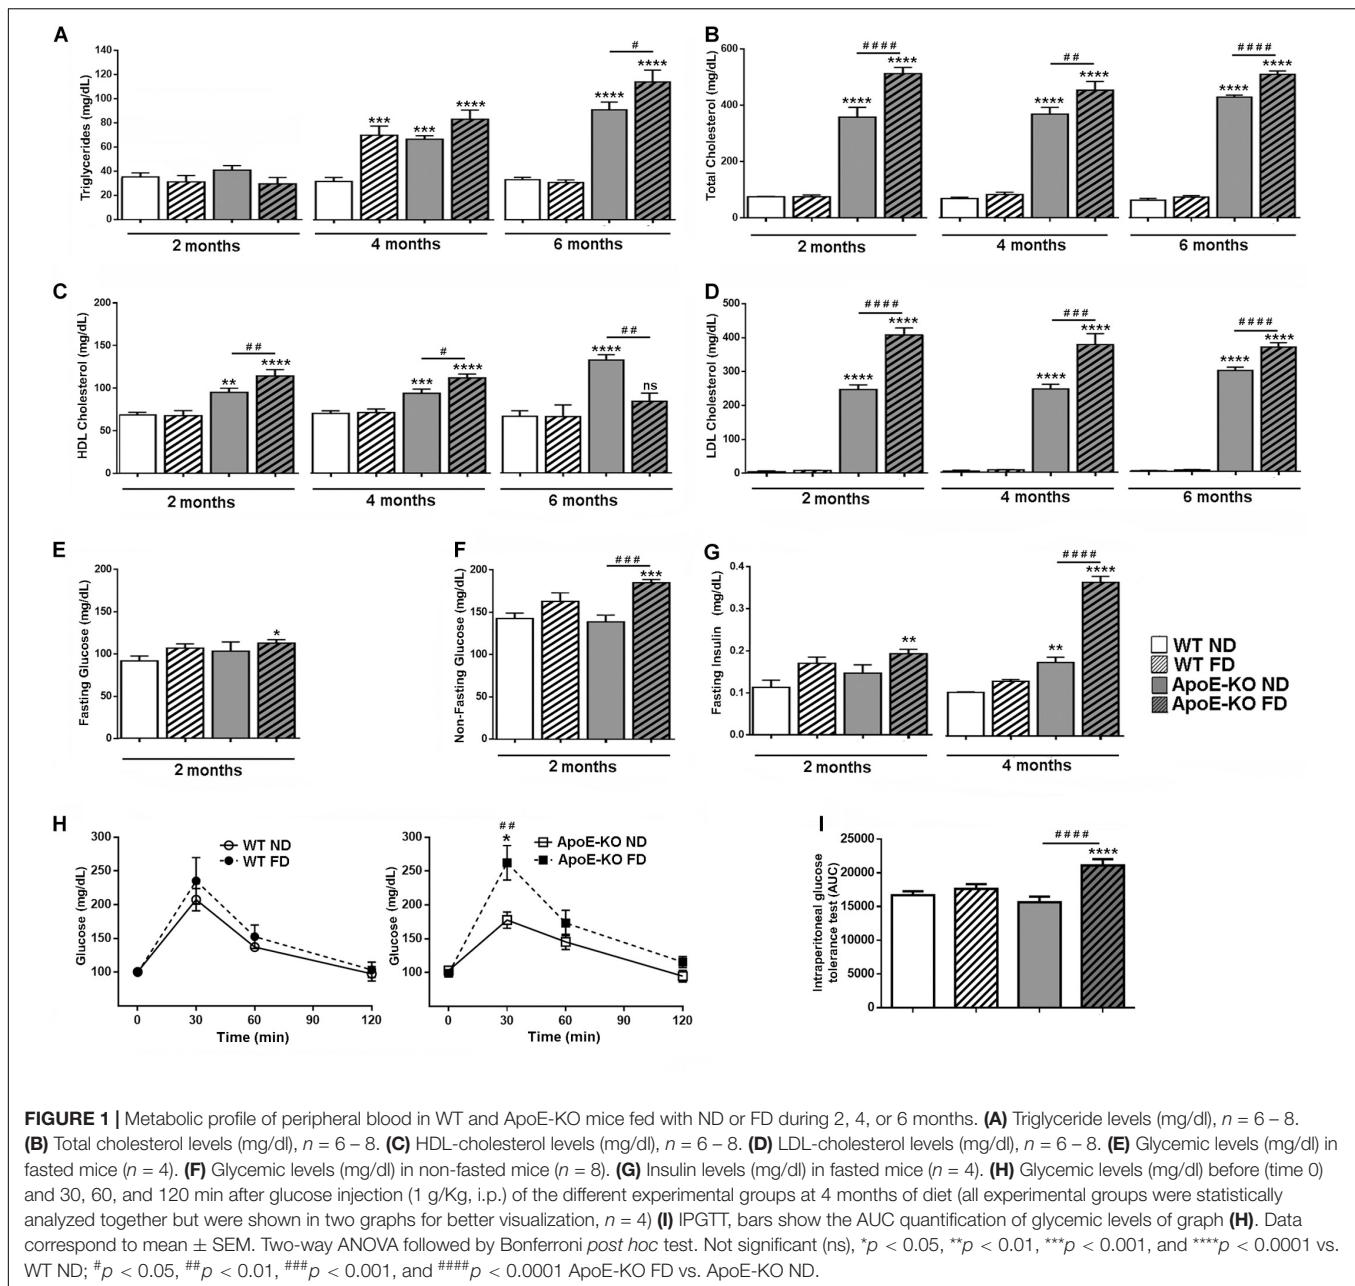 A
Triglycerides (mg/dL)
140
120
100
80
60
40
20
0
*** *** ****
**** # ****
2 months 4 months 6 months
B
Total Cholesterol (mg/dL)
600
400
200
0
**** #### ****
**** ## ****
**** #### ****
2 months 4 months 6 months
C
HDL Cholesterol (mg/dL)
200
150
100
50
0
** ## ****
*** # ****
**** ## ns
2 months 4 months 6 months
D
LDL Cholesterol (mg/dL)
500
400
300
200
100
0
**** #### ****
**** ### ****
**** #### ****
2 months 4 months 6 months
E
Fasting Glucose (mg/dL)
200
150
100
50
0
*
2 months
F
Non-Fasting Glucose (mg/dL)
200
150
100
50
0
### ***
2 months
G
Fasting Insulin (mg/dL)
0.4
0.3
0.2
0.1
0.0
**
** #### ****
2 months 4 months
WT ND
WT FD
ApoE-KO ND
ApoE-KO FD
H
Glucose (mg/dL)
300
250
200
150
100
WT ND
WT FD
0 30 60 90 120
Time (min)
Glucose (mg/dL)
300
250
200
150
100
##
*
ApoE-KO ND
ApoE-KO FD
0 30 60 90 120
Time (min)
I
Intraperitoneal glucose
tolerance test (AUC)
25000
20000
15000
10000
5000
0
####
****
FIGURE 1 | Metabolic profile of peripheral blood in WT and ApoE-KO mice fed with ND or FD during 2, 4, or 6 months. (A) Triglyceride levels (mg/dl), n = 6 – 8.
(B) Total cholesterol levels (mg/dl), n = 6 – 8. (C) HDL-cholesterol levels (mg/dl), n = 6 – 8. (D) LDL-cholesterol levels (mg/dl), n = 6 – 8. (E) Glycemic levels (mg/dl) in
fasted mice (n = 4). (F) Glycemic levels (mg/dl) in non-fasted mice (n = 8). (G) Insulin levels (mg/dl) in fasted mice (n = 4). (H) Glycemic levels (mg/dl) before (time 0)
and 30, 60, and 120 min after glucose injection (1 g/Kg, i.p.) of the different experimental groups at 4 months of diet (all experimental groups were statistically
analyzed together but were shown in two graphs for better visualization, n = 4) (I) IPGTT, bars show the AUC quantification of glycemic levels of graph (H). Data
correspond to mean ± SEM. Two-way ANOVA followed by Bonferroni post hoc test. Not significant (ns), *p < 0.05, **p < 0.01, ***p < 0.001, and ****p < 0.0001 vs.
WT ND; #p < 0.05, ##p < 0.01, ###p < 0.001, and ####p < 0.0001 ApoE-KO FD vs. ApoE-KO ND.